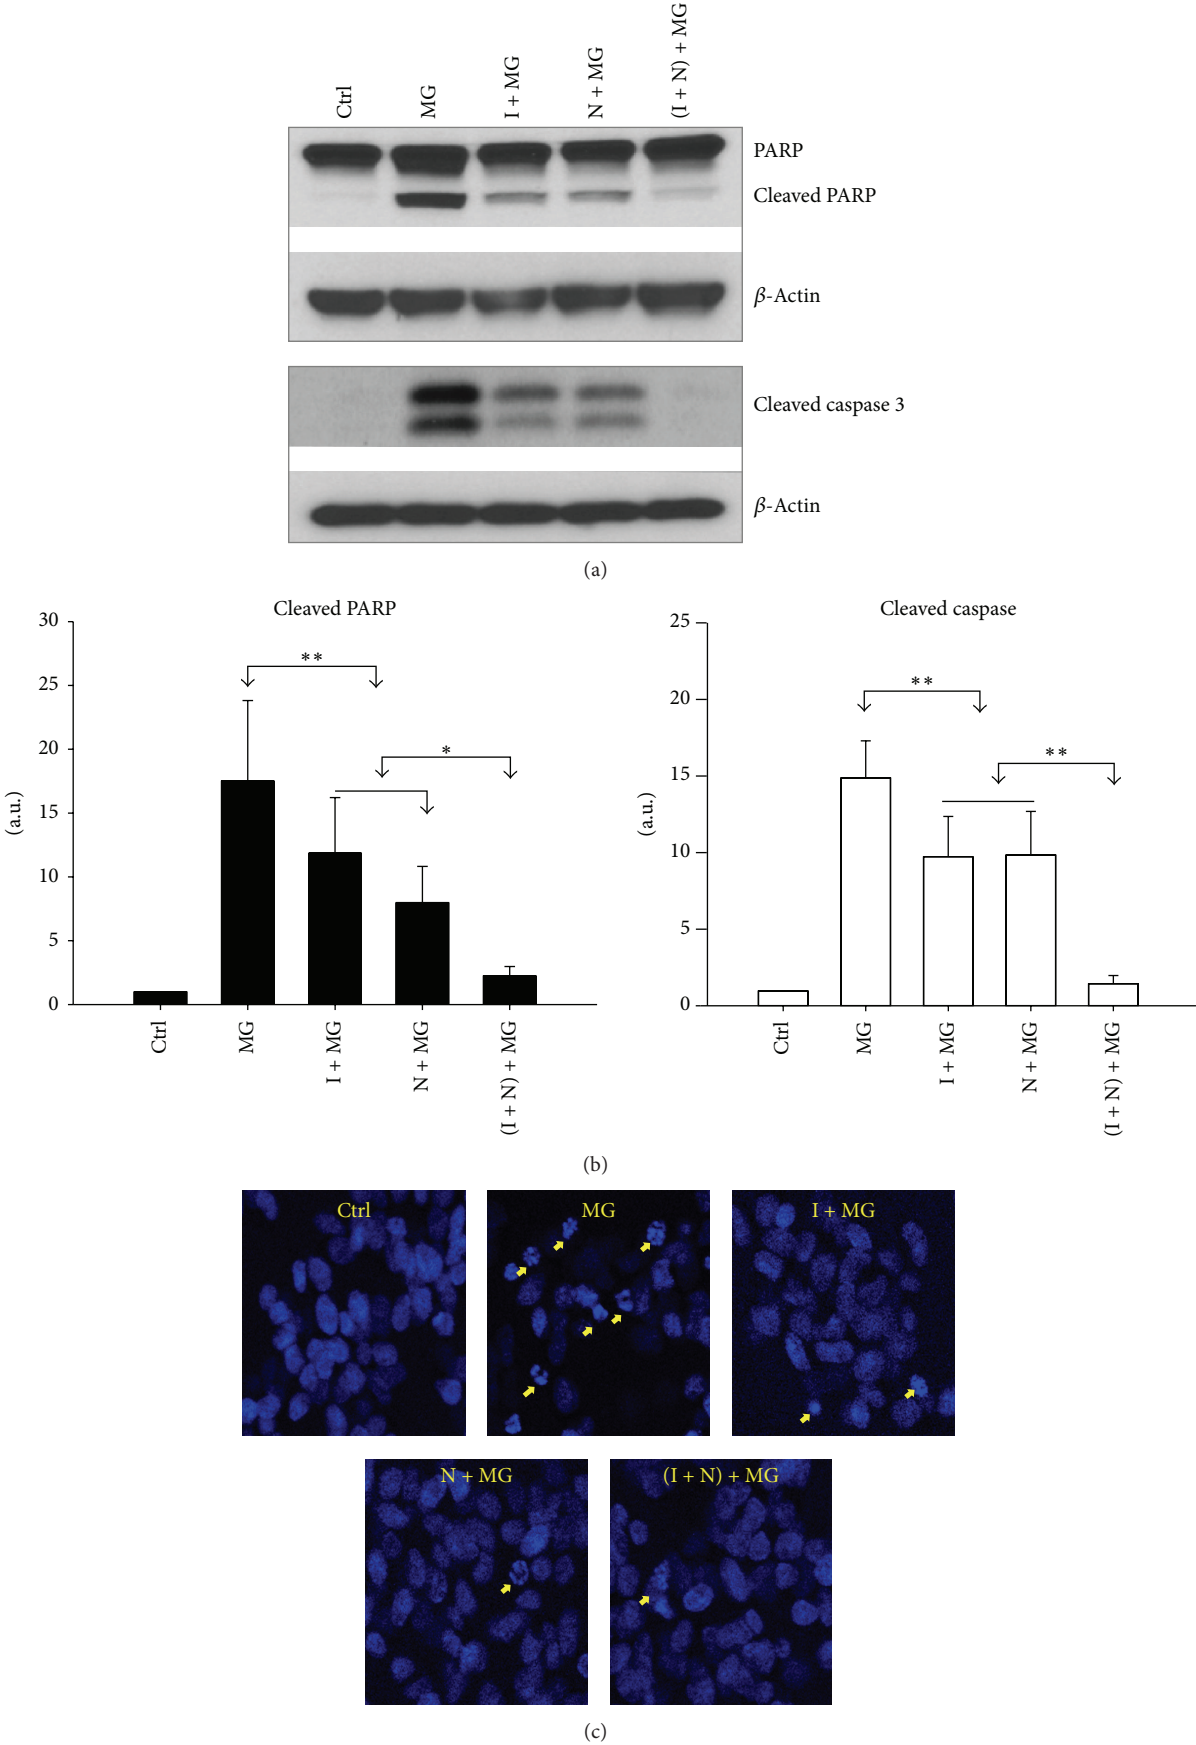 Ctrl
MG
I + MG
N + MG
(I + N) + MG
PARP
Cleaved PARP
β-Actin
Cleaved caspase 3
β-Actin
(a)
Cleaved PARP
30
25
20
15
10
5
0
(a.u.)
**
*
Ctrl
MG
I + MG
N + MG
(I + N) + MG
Cleaved caspase
25
20
15
10
5
0
(a.u.)
**
**
Ctrl
MG
I + MG
N + MG
(I + N) + MG
(b)
Ctrl
MG
I + MG
N + MG
(I + N) + MG
(c)